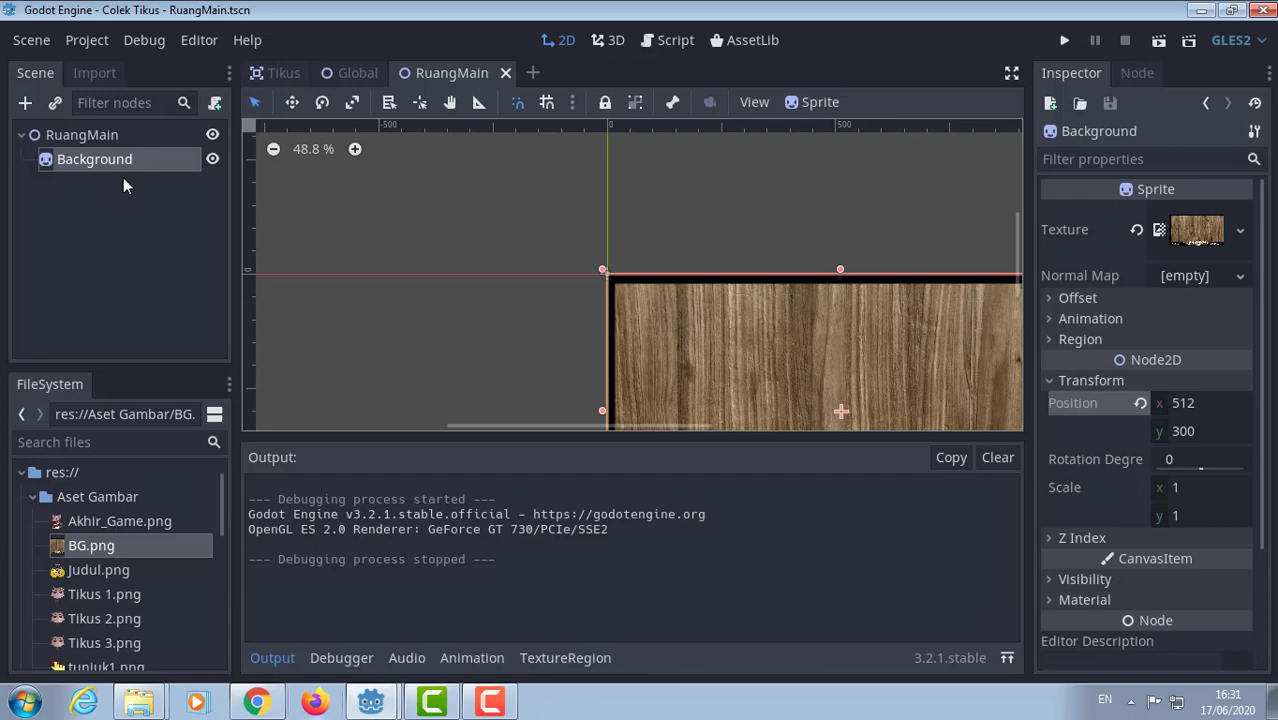 Godot Engine - Colek Tikus - RuangMain.tscn
Scene Project Debug Editor Help
2D 3D Script AssetLib
GLES2
Scene Import
Tikus Global RuangMain
Inspector Node
Filter nodes
View Sprite
RuangMain
Background
-500 0 500
0
48.8 %
Background
Filter properties
Sprite
Texture
Normal Map [empty]
Offset
Animation
Region
Node2D
Transform
Position x 512
y 300
Rotation Degre 0
Scale x 1
y 1
Z Index
CanvasItem
Visibility
Material
Node
Editor Description
FileSystem
res://Aset Gambar/BG.
Search files
res://
Aset Gambar
Akhir_Game.png
BG.png
Judul.png
Tikus 1.png
Tikus 2.png
Tikus 3.png
tunjuk1.png
Output:
Copy Clear
--- Debugging process started ---
Godot Engine v3.2.1.stable.official - https://godotengine.org
OpenGL ES 2.0 Renderer: GeForce GT 730/PCIe/SSE2
--- Debugging process stopped ---
Output Debugger Audio Animation TextureRegion
3.2.1.stable
EN
16:31
17/06/2020